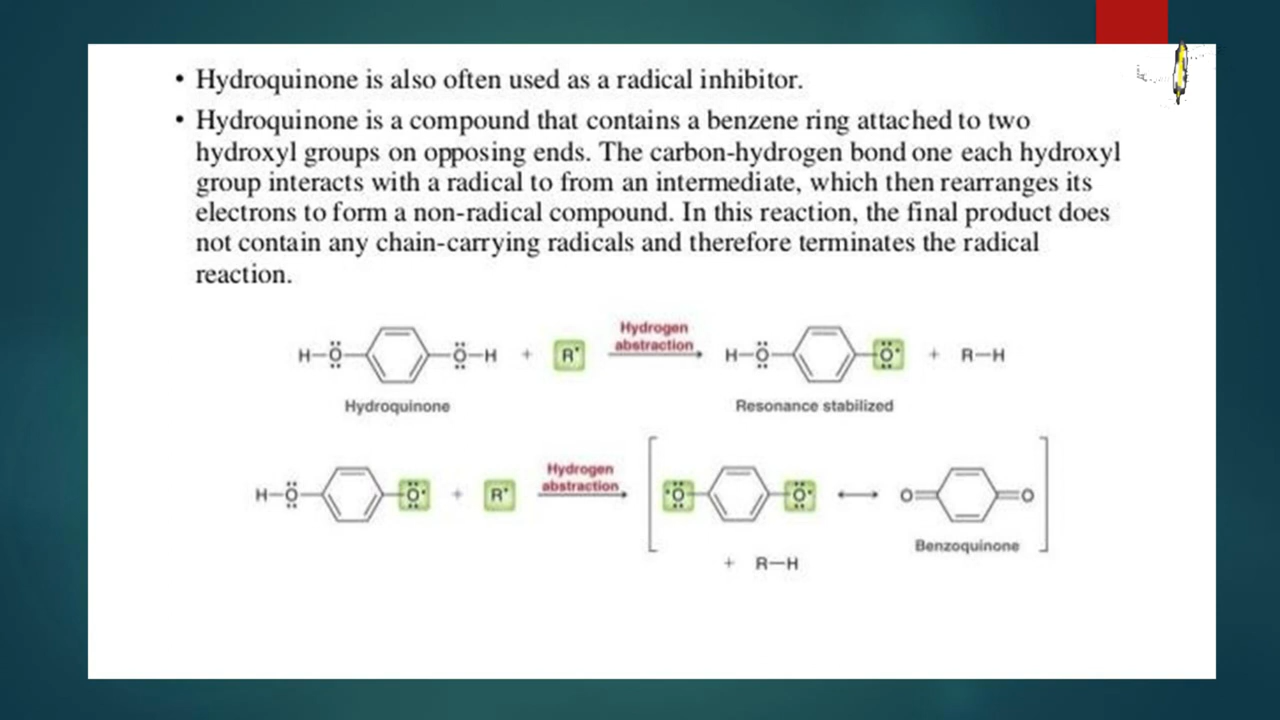 • Hydroquinone is also often used as a radical inhibitor.
• Hydroquinone is a compound that contains a benzene ring attached to two
hydroxyl groups on opposing ends. The carbon-hydrogen bond one each hydroxyl
group interacts with a radical to from an intermediate, which then rearranges its
electrons to form a non-radical compound. In this reaction, the final product does
not contain any chain-carrying radicals and therefore terminates the radical
reaction.
Hydrogen
abstraction
H–Ö –Ö–H + R• H–Ö –Ö• + R–H
Hydroquinone Resonance stabilized
Hydrogen
abstraction
H–Ö –Ö• + R• •Ö– –Ö• ⟷ O= =O
Benzoquinone
+ R–H